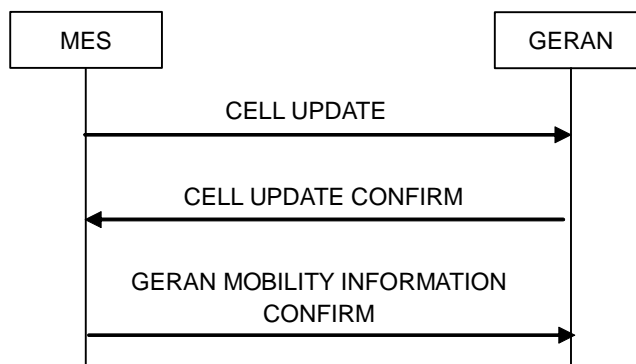 MES
GERAN
CELL UPDATE
CELL UPDATE CONFIRM
GERAN MOBILITY INFORMATION
CONFIRM